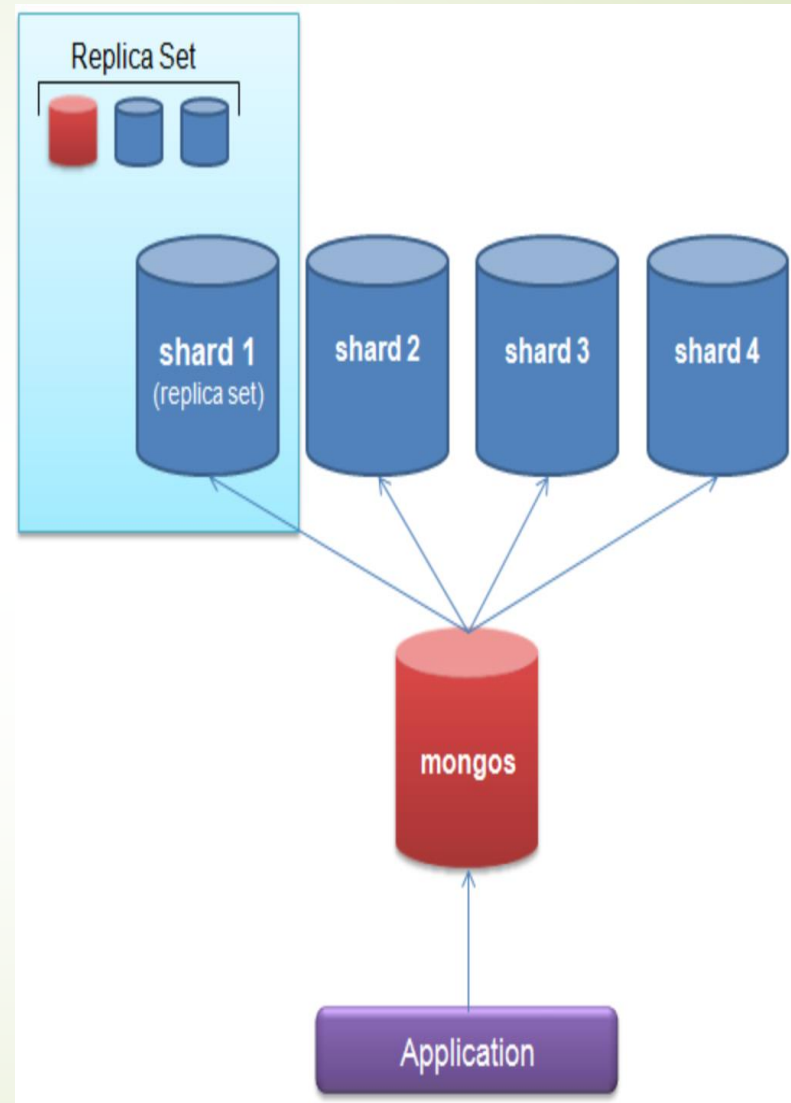 Replica Set
shard 1
(replica set)
shard 2
shard 3
shard 4
mongos
Application